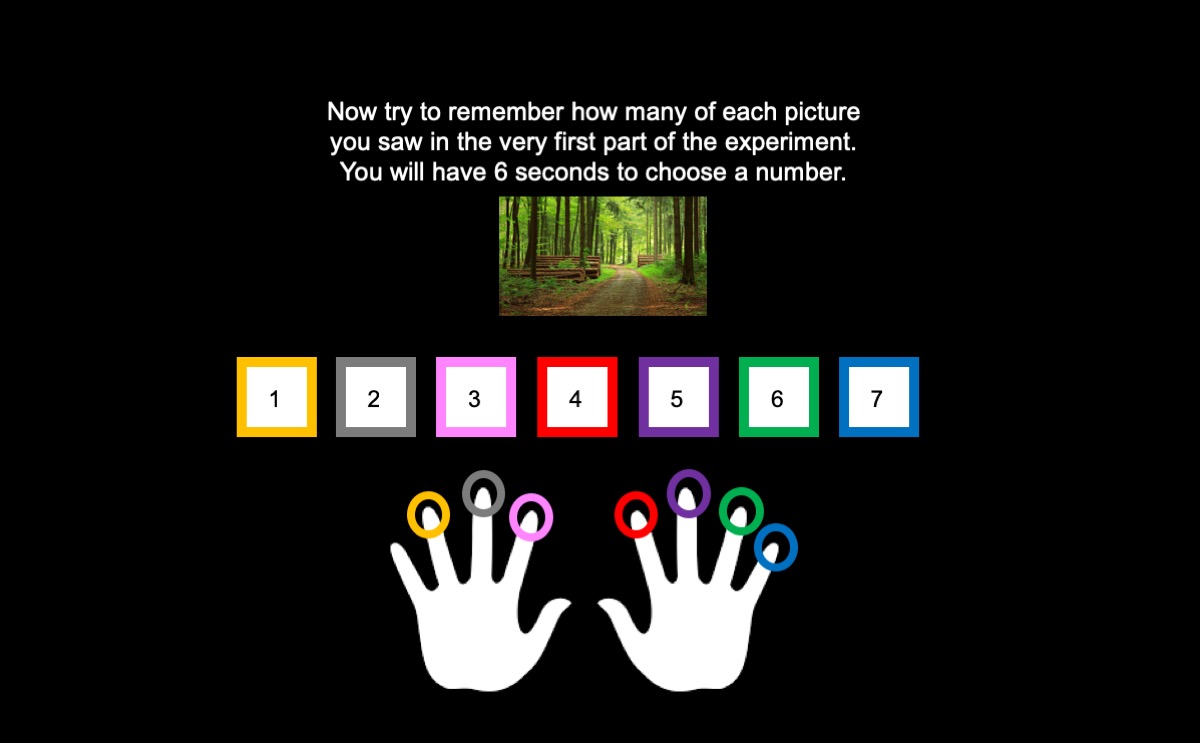 Now try to remember how many of each picture
you saw in the very first part of the experiment.
You will have 6 seconds to choose a number.
1 2 3 4 5 6 7